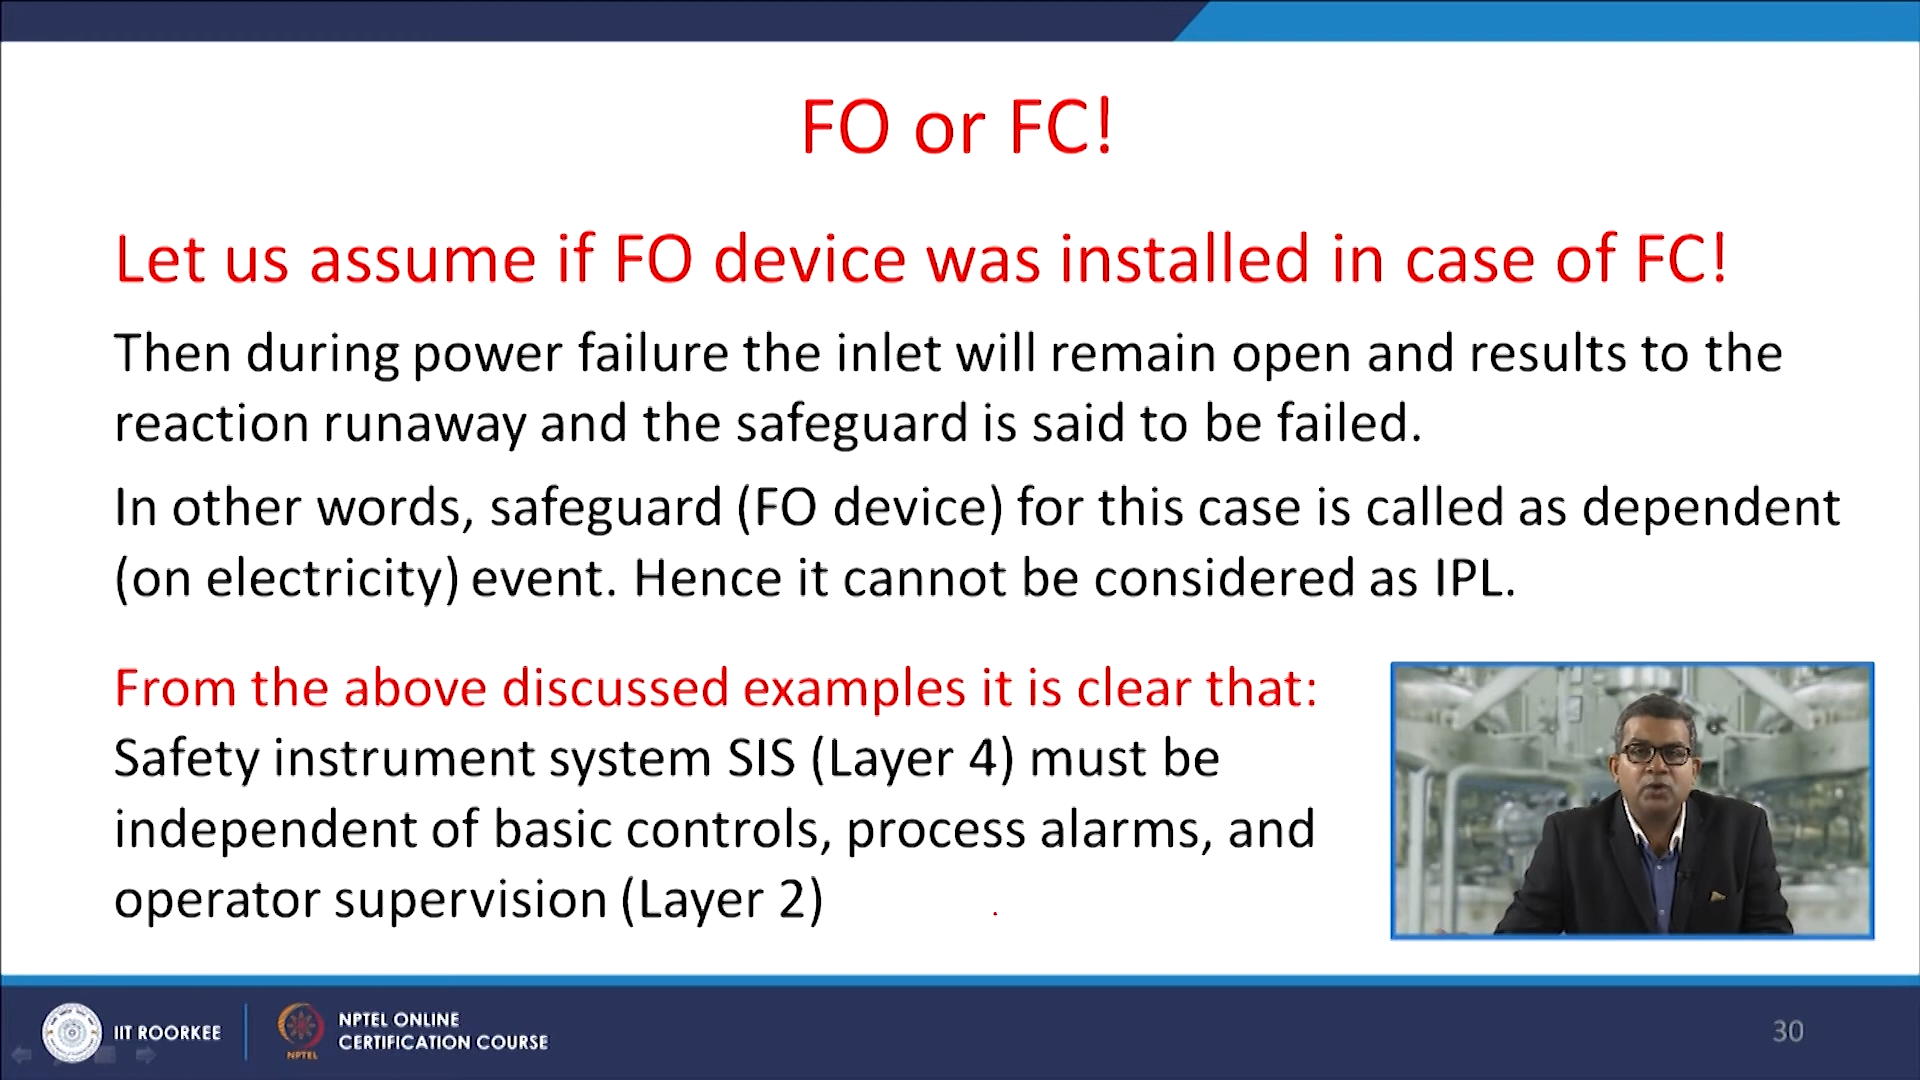 FO or FC!
Let us assume if FO device was installed in case of FC!
Then during power failure the inlet will remain open and results to the
reaction runaway and the safeguard is said to be failed.
In other words, safeguard (FO device) for this case is called as dependent
(on electricity) event. Hence it cannot be considered as IPL.
From the above discussed examples it is clear that:
Safety instrument system SIS (Layer 4) must be
independent of basic controls, process alarms, and
operator supervision (Layer 2)
IIT ROORKEE
NPTEL
NPTEL ONLINE
CERTIFICATION COURSE
30